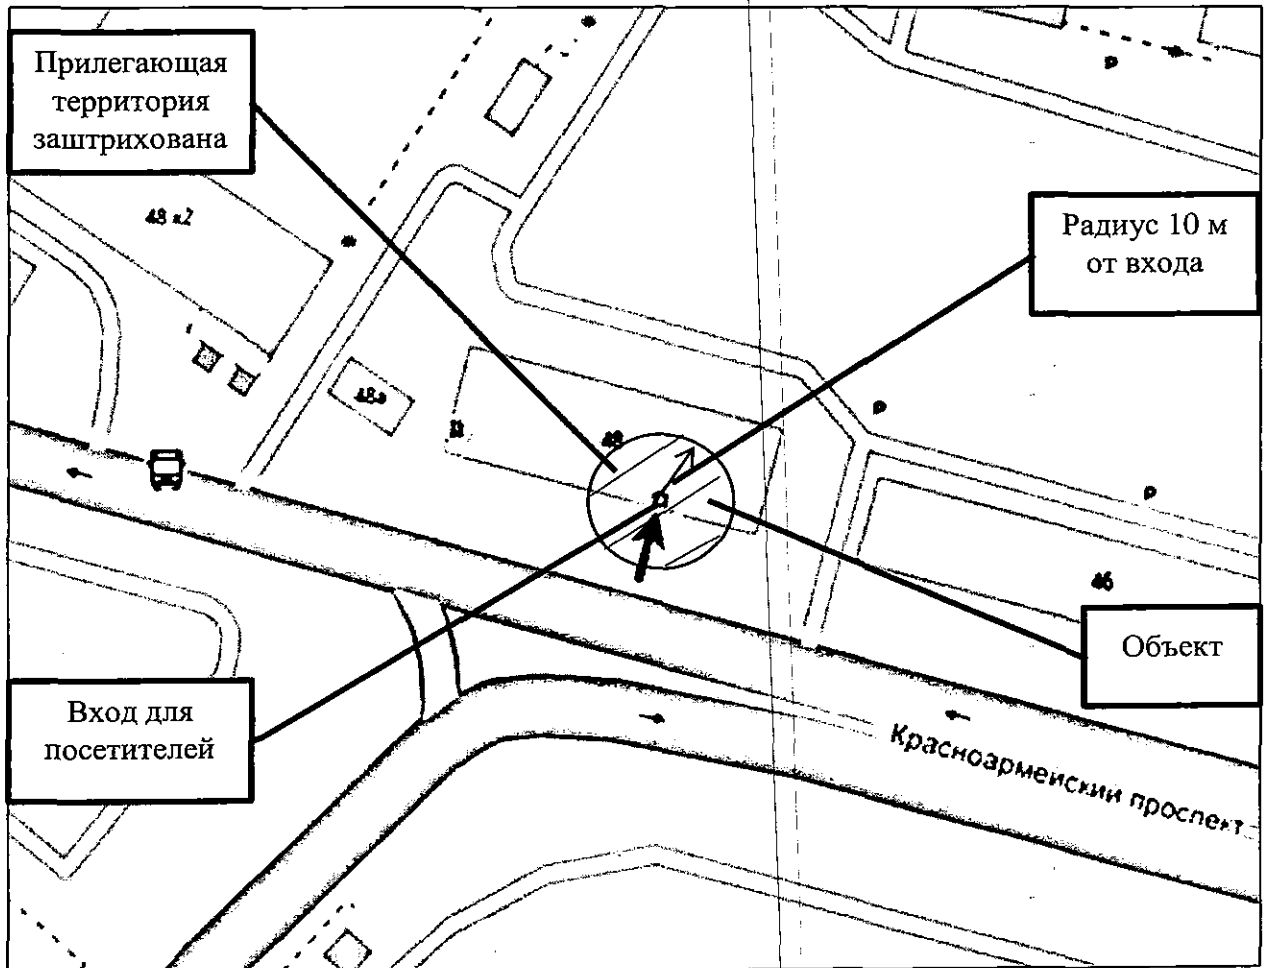 Прилегающая
территория
заштрихована
Р
48 к2
Радиус 10 м
от входа
48а
Р
48
Р
46
Объект
Вход для
посетителей
Красноармейский проспект